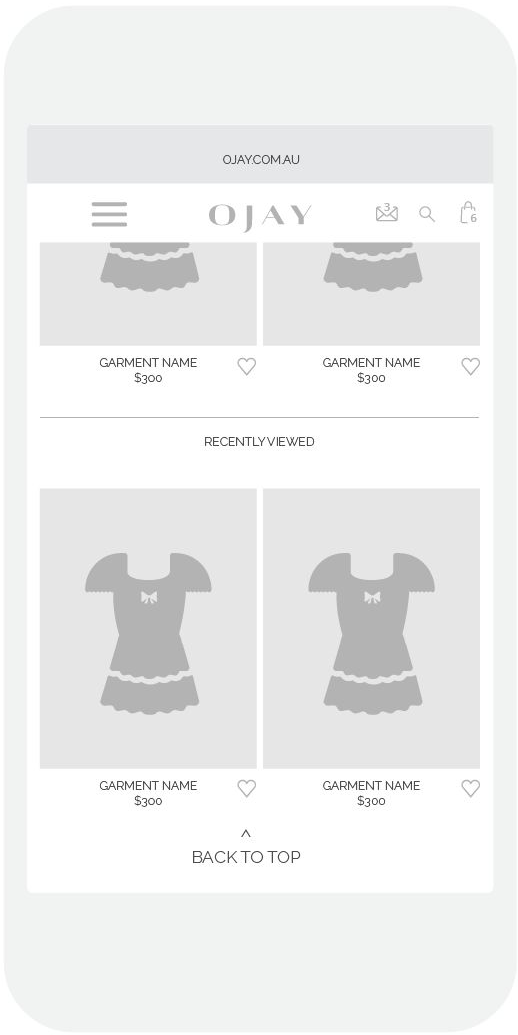 OJAY.COM.AU
OJAY 3 6
GARMENT NAME GARMENT NAME
$300 $300
RECENTLY VIEWED
GARMENT NAME GARMENT NAME
$300 $300
^
BACK TO TOP